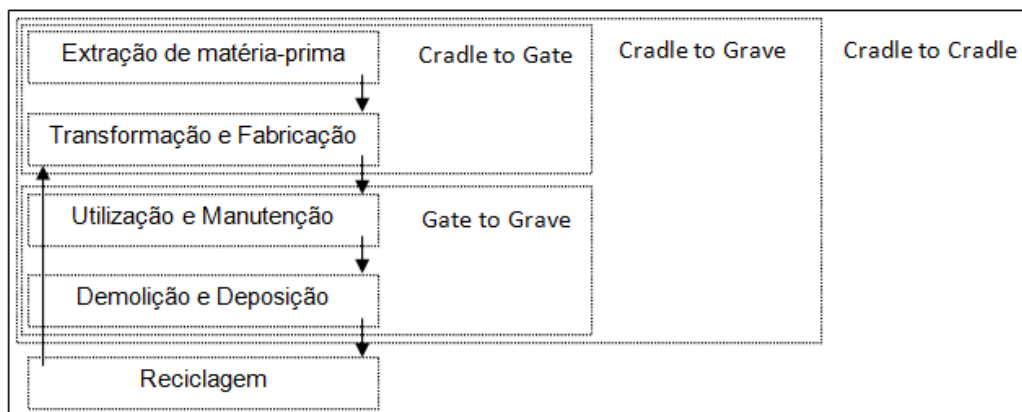 Extração de matéria-prima
Cradle to Gate
Cradle to Grave
Cradle to Cradle
Transformação e Fabricação
Utilização e Manutenção
Gate to Grave
Demolição e Deposição
Reciclagem